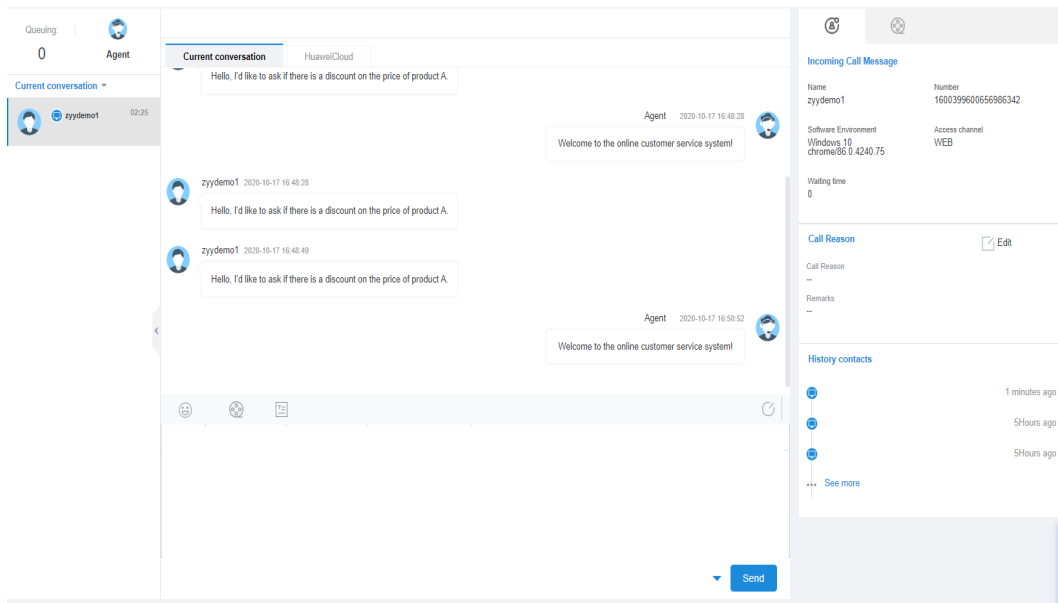 Queuing:
0
Agent
Current conversation
zyydemo1 02:25
Current conversation HuaweiCloud
Hello, I'd like to ask if there is a discount on the price of product A.
Agent 2020-10-17 16:48:28
Welcome to the online customer service system!
zyydemo1 2020-10-17 16:48:28
Hello, I'd like to ask if there is a discount on the price of product A.
zyydemo1 2020-10-17 16:48:49
Hello, I'd like to ask if there is a discount on the price of product A.
Agent 2020-10-17 16:50:52
Welcome to the online customer service system!
Send
Incoming Call Message
Name Number
zyydemo1 1600399600656986342
Software Environment Access channel
Windows 10 WEB
chrome/86.0.4240.75
Waiting time
0
Call Reason Edit
Call Reason
--
Remarks
--
History contacts
1 minutes ago
5Hours ago
5Hours ago
... See more